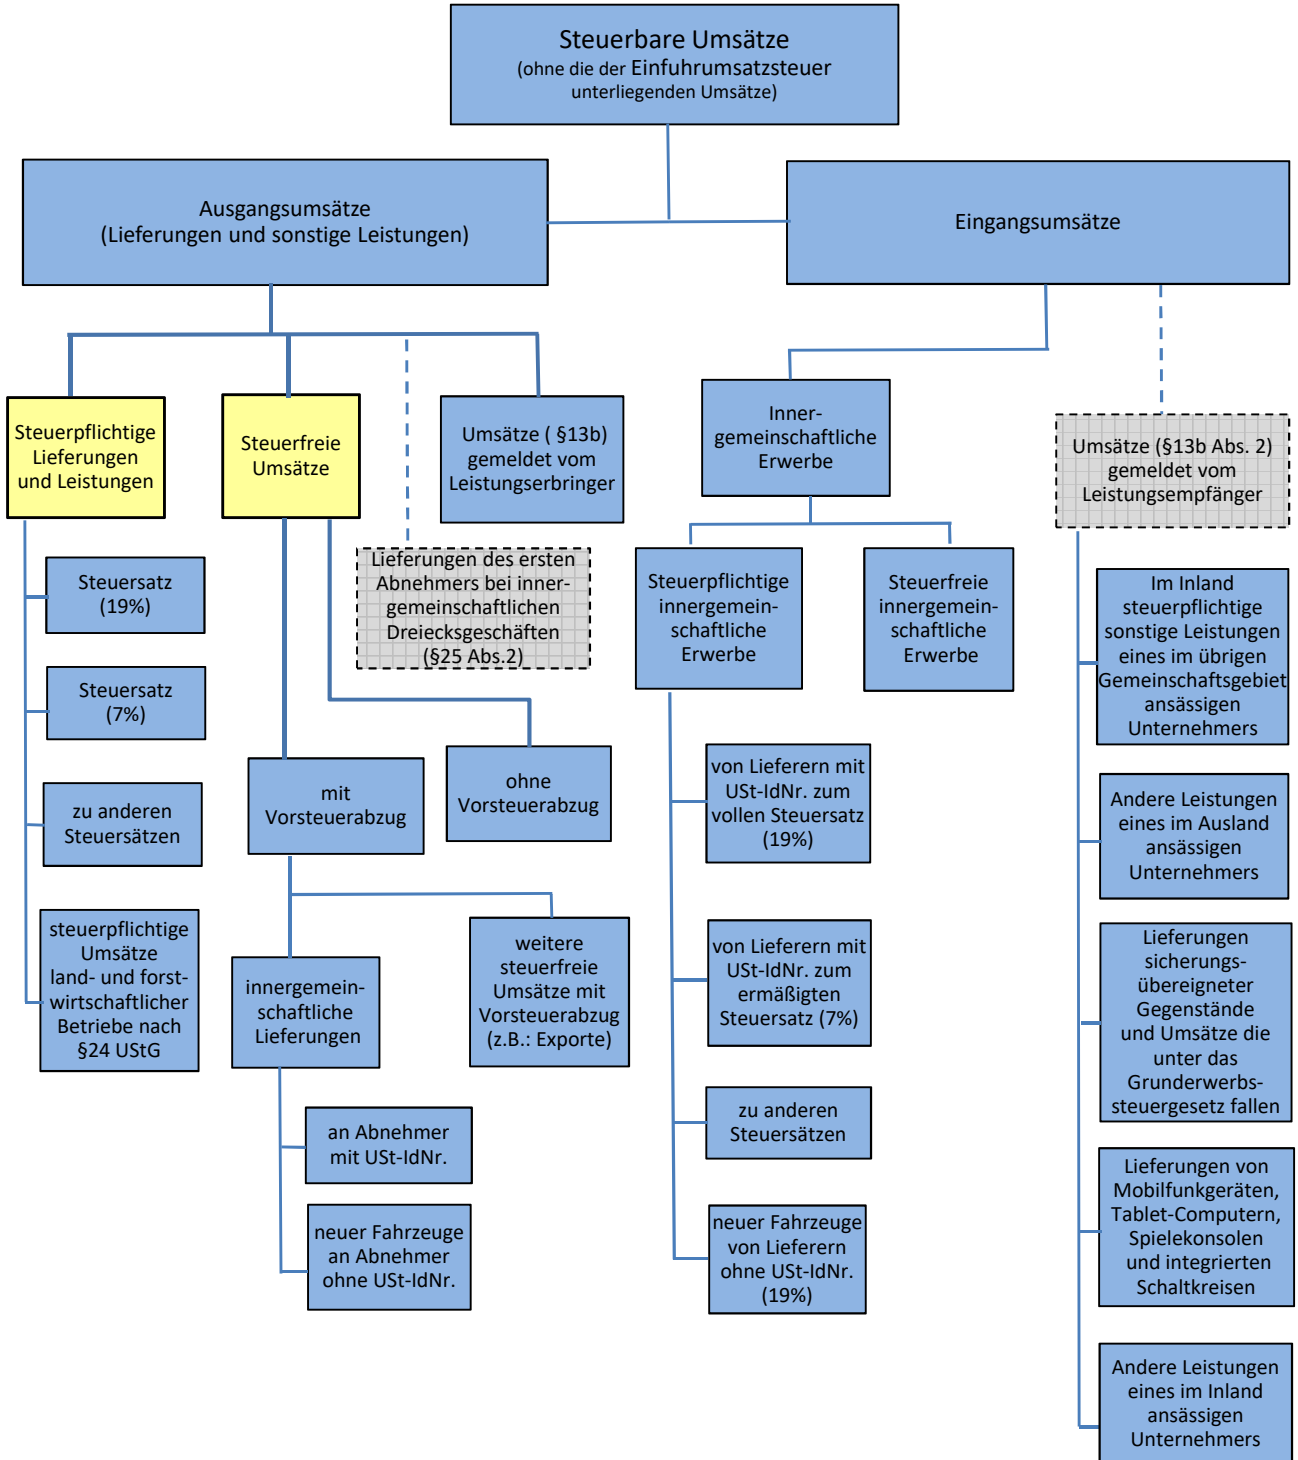 Steuerbare Umsätze
(ohne die der Einfuhrumsatzsteuer
unterliegenden Umsätze)
Ausgangsumsätze
(Lieferungen und sonstige Leistungen)
Eingangsumsätze
Steuerpflichtige
Lieferungen
und Leistungen
Steuerfreie
Umsätze
Umsätze ( §13b)
gemeldet vom
Leistungserbringer
Inner-
gemeinschaftliche
Erwerbe
Umsätze (§13b Abs. 2)
gemeldet vom
Leistungsempfänger
Steuersatz
(19%)
Steuersatz
(7%)
zu anderen
Steuersätzen
steuerpflichtige
Umsätze
land- und forst-
wirtschaftlicher
Betriebe nach
§24 UStG
Lieferungen des ersten
Abnehmers bei inner-
gemeinschaftlichen
Dreiecksgeschäften
(§25 Abs.2)
mit
Vorsteuerabzug
ohne
Vorsteuerabzug
innergemein-
schaftliche
Lieferungen
weitere
steuerfreie
Umsätze mit
Vorsteuerabzug
(z.B.: Exporte)
an Abnehmer
mit USt-IdNr.
neuer Fahrzeuge
an Abnehmer
ohne USt-IdNr.
Steuerpflichtige
innergemein-
schaftliche
Erwerbe
Steuerfreie
innergemein-
schaftliche
Erwerbe
von Lieferern mit
USt-IdNr. zum
vollen Steuersatz
(19%)
von Lieferern mit
USt-IdNr. zum
ermäßigten
Steuersatz (7%)
zu anderen
Steuersätzen
neuer Fahrzeuge
von Lieferern
ohne USt-IdNr.
(19%)
Im Inland
steuerpflichtige
sonstige Leistungen
eines im übrigen
Gemeinschaftsgebiet
ansässigen
Unternehmers
Andere Leistungen
eines im Ausland
ansässigen
Unternehmers
Lieferungen
sicherungs-
übereigneter
Gegenstände
und Umsätze die
unter das
Grunderwerbs-
steuergesetz fallen
Lieferungen von
Mobilfunkgeräten,
Tablet-Computern,
Spielekonsolen
und integrierten
Schaltkreisen
Andere Leistungen
eines im Inland
ansässigen
Unternehmers